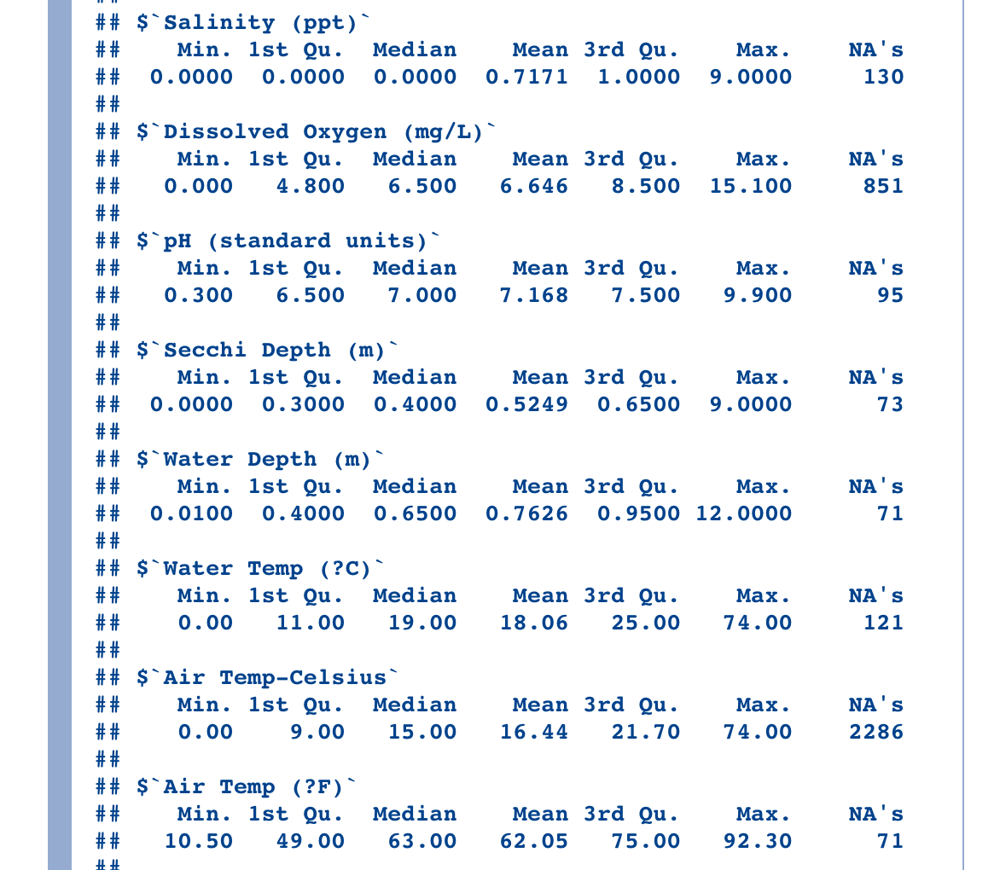 ## $`Salinity (ppt)`
##    Min. 1st Qu.  Median    Mean 3rd Qu.    Max.    NA's
##  0.0000  0.0000  0.0000  0.7171  1.0000  9.0000     130
##
## $`Dissolved Oxygen (mg/L)`
##    Min. 1st Qu.  Median    Mean 3rd Qu.    Max.    NA's
##   0.000   4.800   6.500   6.646   8.500  15.100     851
##
## $`pH (standard units)`
##    Min. 1st Qu.  Median    Mean 3rd Qu.    Max.    NA's
##   0.300   6.500   7.000   7.168   7.500   9.900      95
##
## $`Secchi Depth (m)`
##    Min. 1st Qu.  Median    Mean 3rd Qu.    Max.    NA's
##  0.0000  0.3000  0.4000  0.5249  0.6500  9.0000      73
##
## $`Water Depth (m)`
##    Min. 1st Qu.  Median    Mean 3rd Qu.    Max.    NA's
##  0.0100  0.4000  0.6500  0.7626  0.9500 12.0000      71
##
## $`Water Temp (?C)`
##    Min. 1st Qu.  Median    Mean 3rd Qu.    Max.    NA's
##    0.00   11.00   19.00   18.06   25.00   74.00     121
##
## $`Air Temp-Celsius`
##    Min. 1st Qu.  Median    Mean 3rd Qu.    Max.    NA's
##    0.00    9.00   15.00   16.44   21.70   74.00    2286
##
## $`Air Temp (?F)`
##    Min. 1st Qu.  Median    Mean 3rd Qu.    Max.    NA's
##   10.50   49.00   63.00   62.05   75.00   92.30      71
##